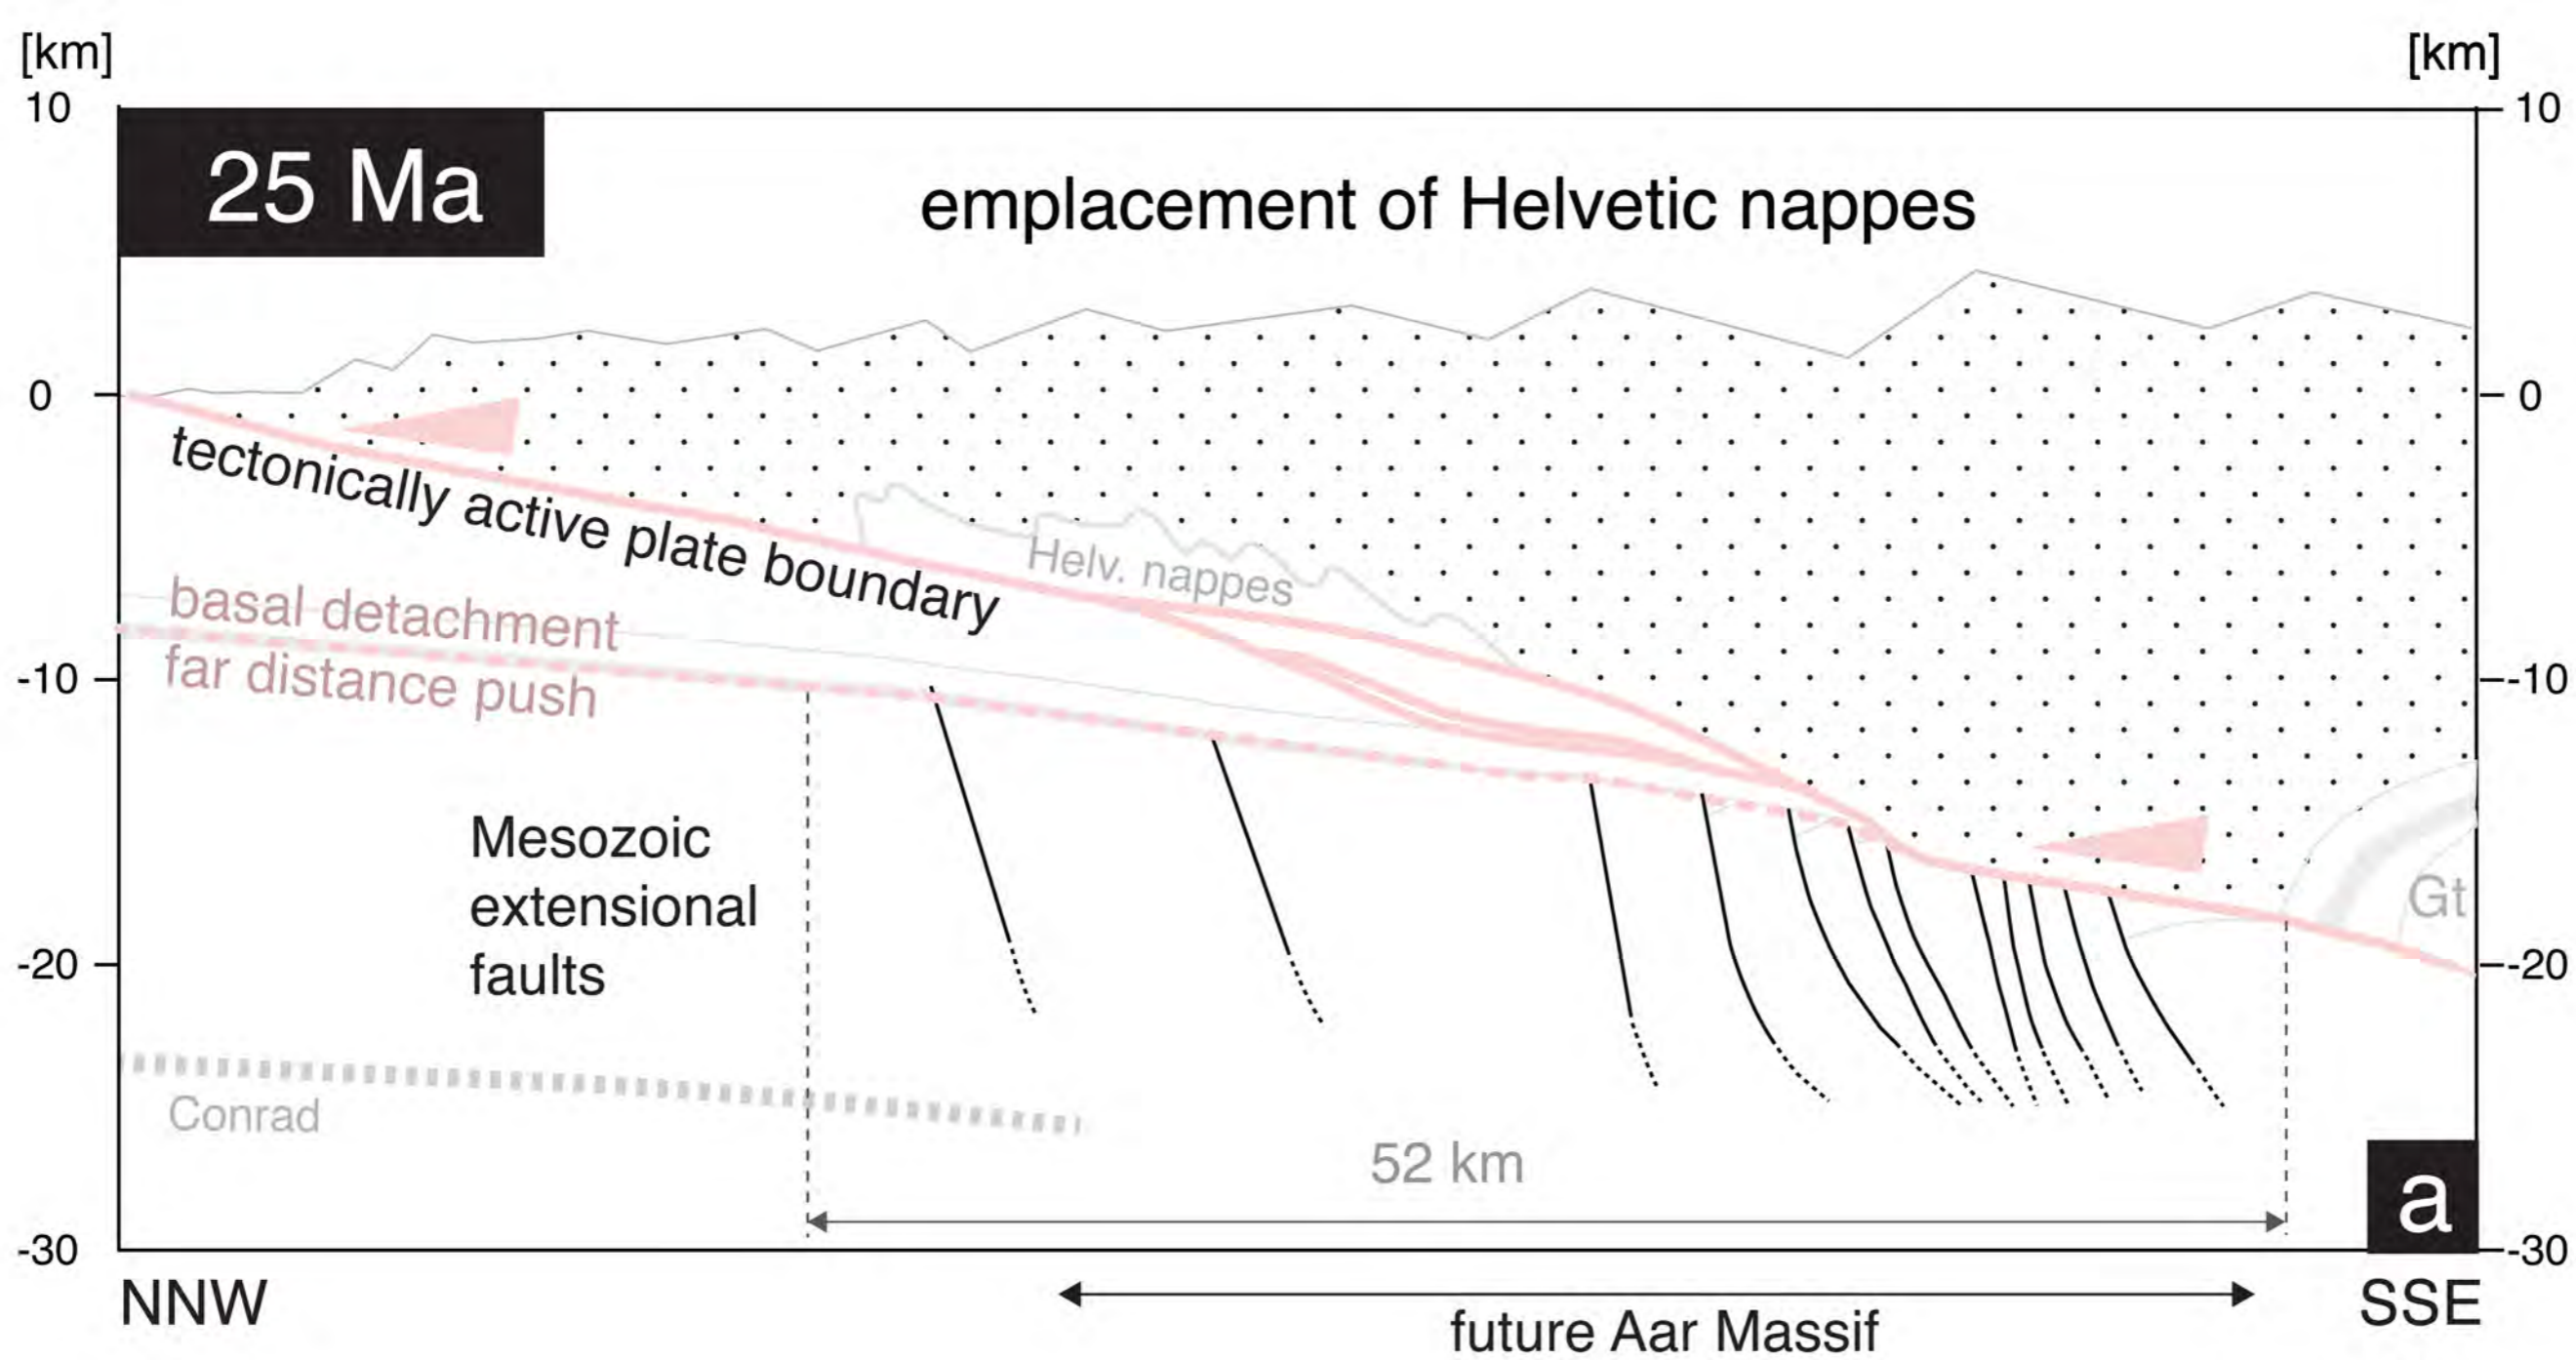 [km]
[km]
10
10
25 Ma
emplacement of Helvetic nappes
0
0
tectonically active plate boundary
Helv. nappes
basal detachment
far distance push
-10
-10
Mesozoic
extensional
faults
Gt
-20
-20
Conrad
52 km
a
-30
-30
NNW
SSE
future Aar Massif